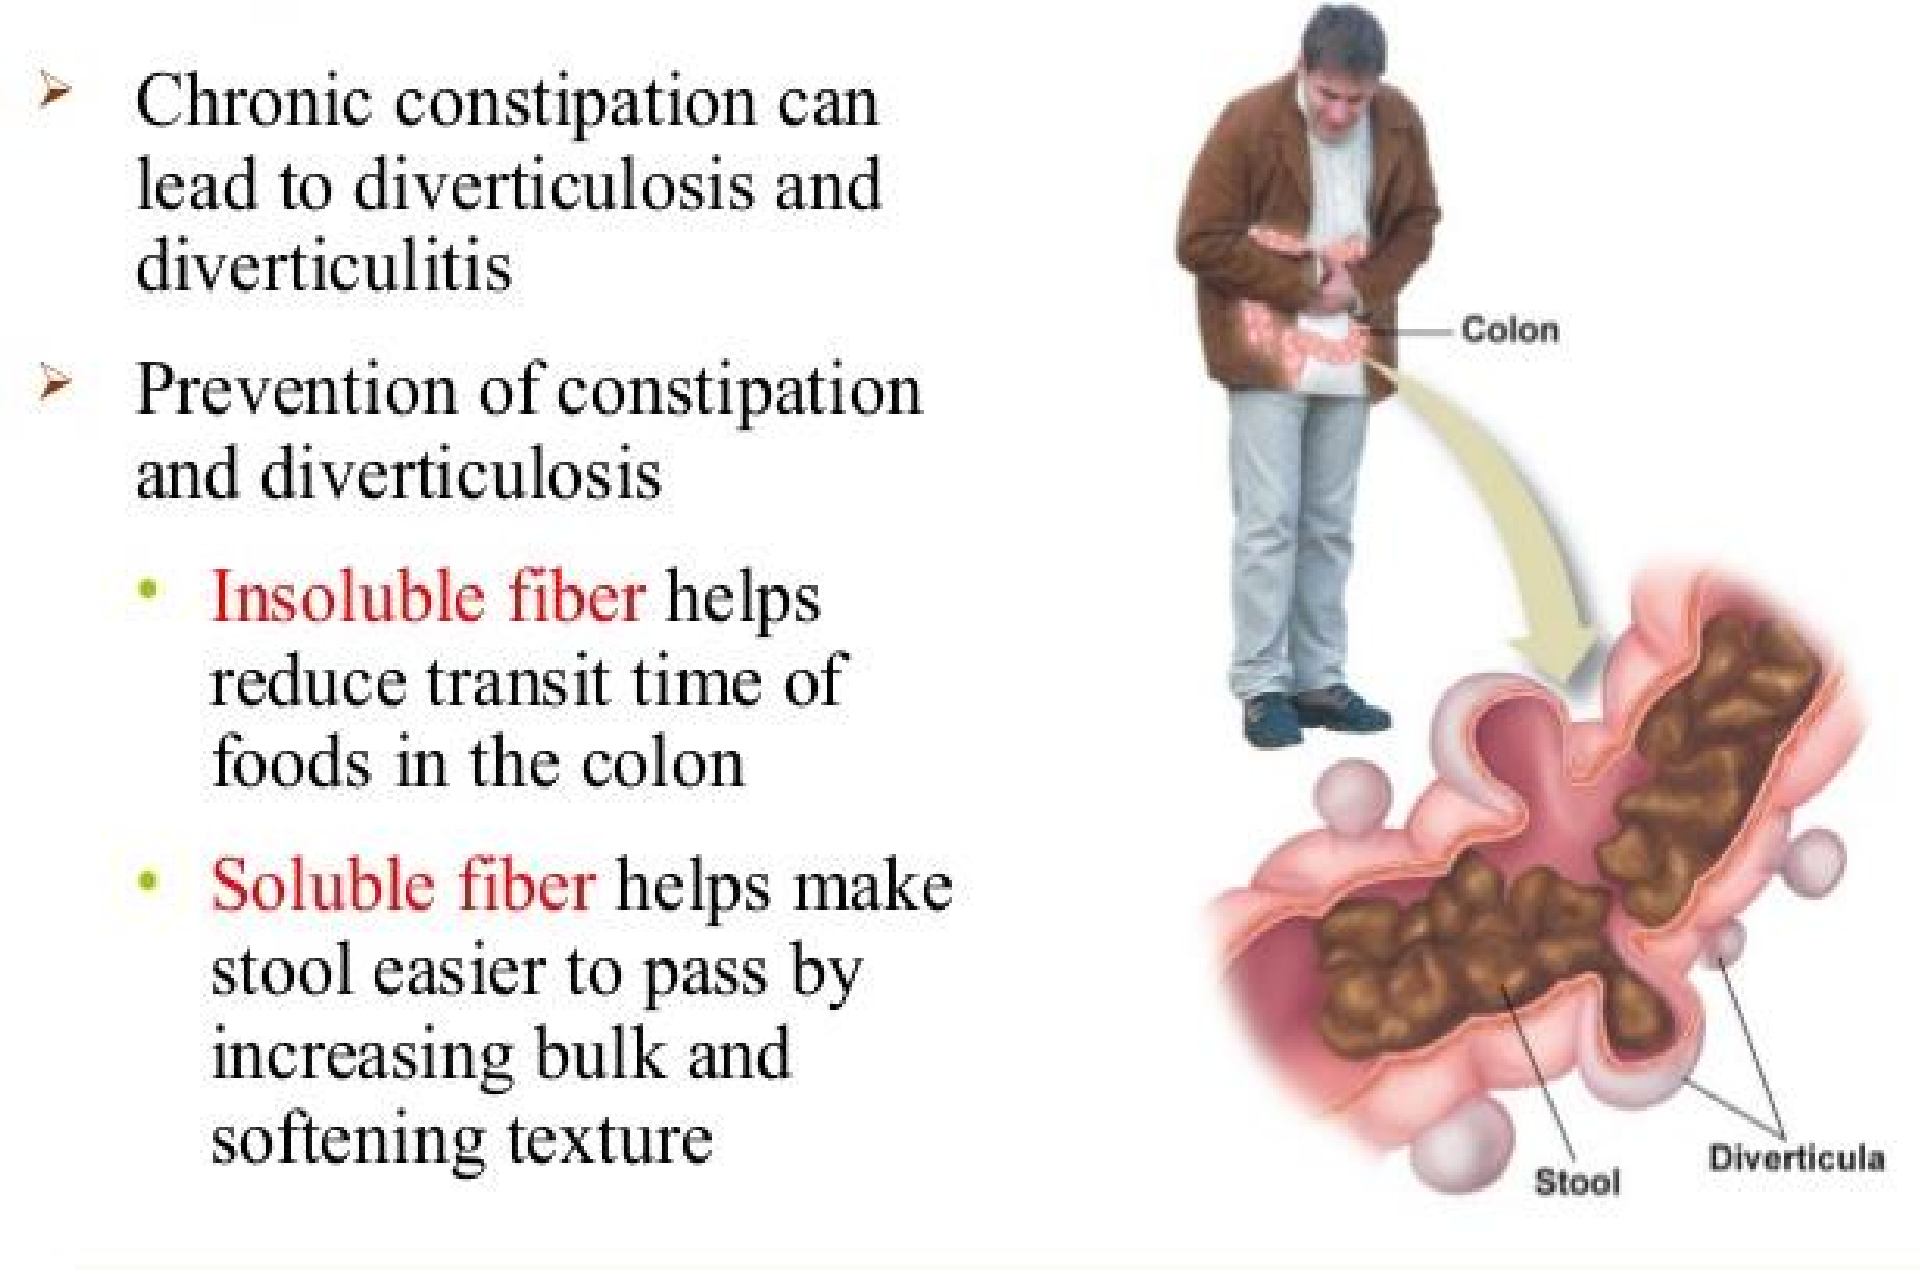 Chronic constipation can
lead to diverticulosis and
diverticulitis
Prevention of constipation
and diverticulosis
Insoluble fiber helps
reduce transit time of
foods in the colon
Soluble fiber helps make
stool easier to pass by
increasing bulk and
softening texture
Colon
Stool
Diverticula